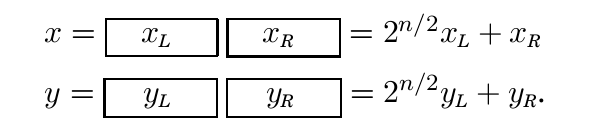 x = x_L x_R = 2^{n/2}x_L + x_R
y = y_L y_R = 2^{n/2}y_L + y_R.